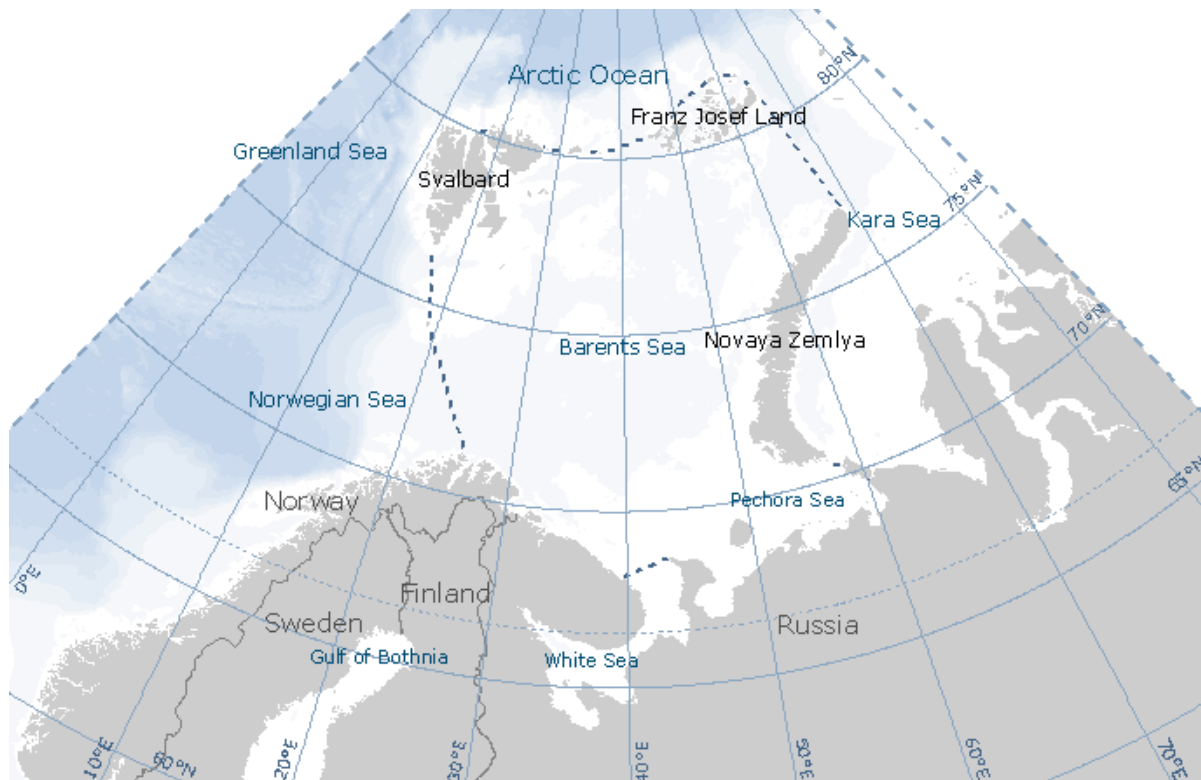 Arctic Ocean
80°N
Franz Josef Land
Greenland Sea
Svalbard
75°N
Kara Sea
70°N
Barents Sea
Novaya Zemlya
Norwegian Sea
65°N
Norway
Pechora Sea
0°E
Finland
Sweden
Russia
Gulf of Bothnia
White Sea
10°E
60°N
20°E
30°E
40°E
50°E
60°E
70°E